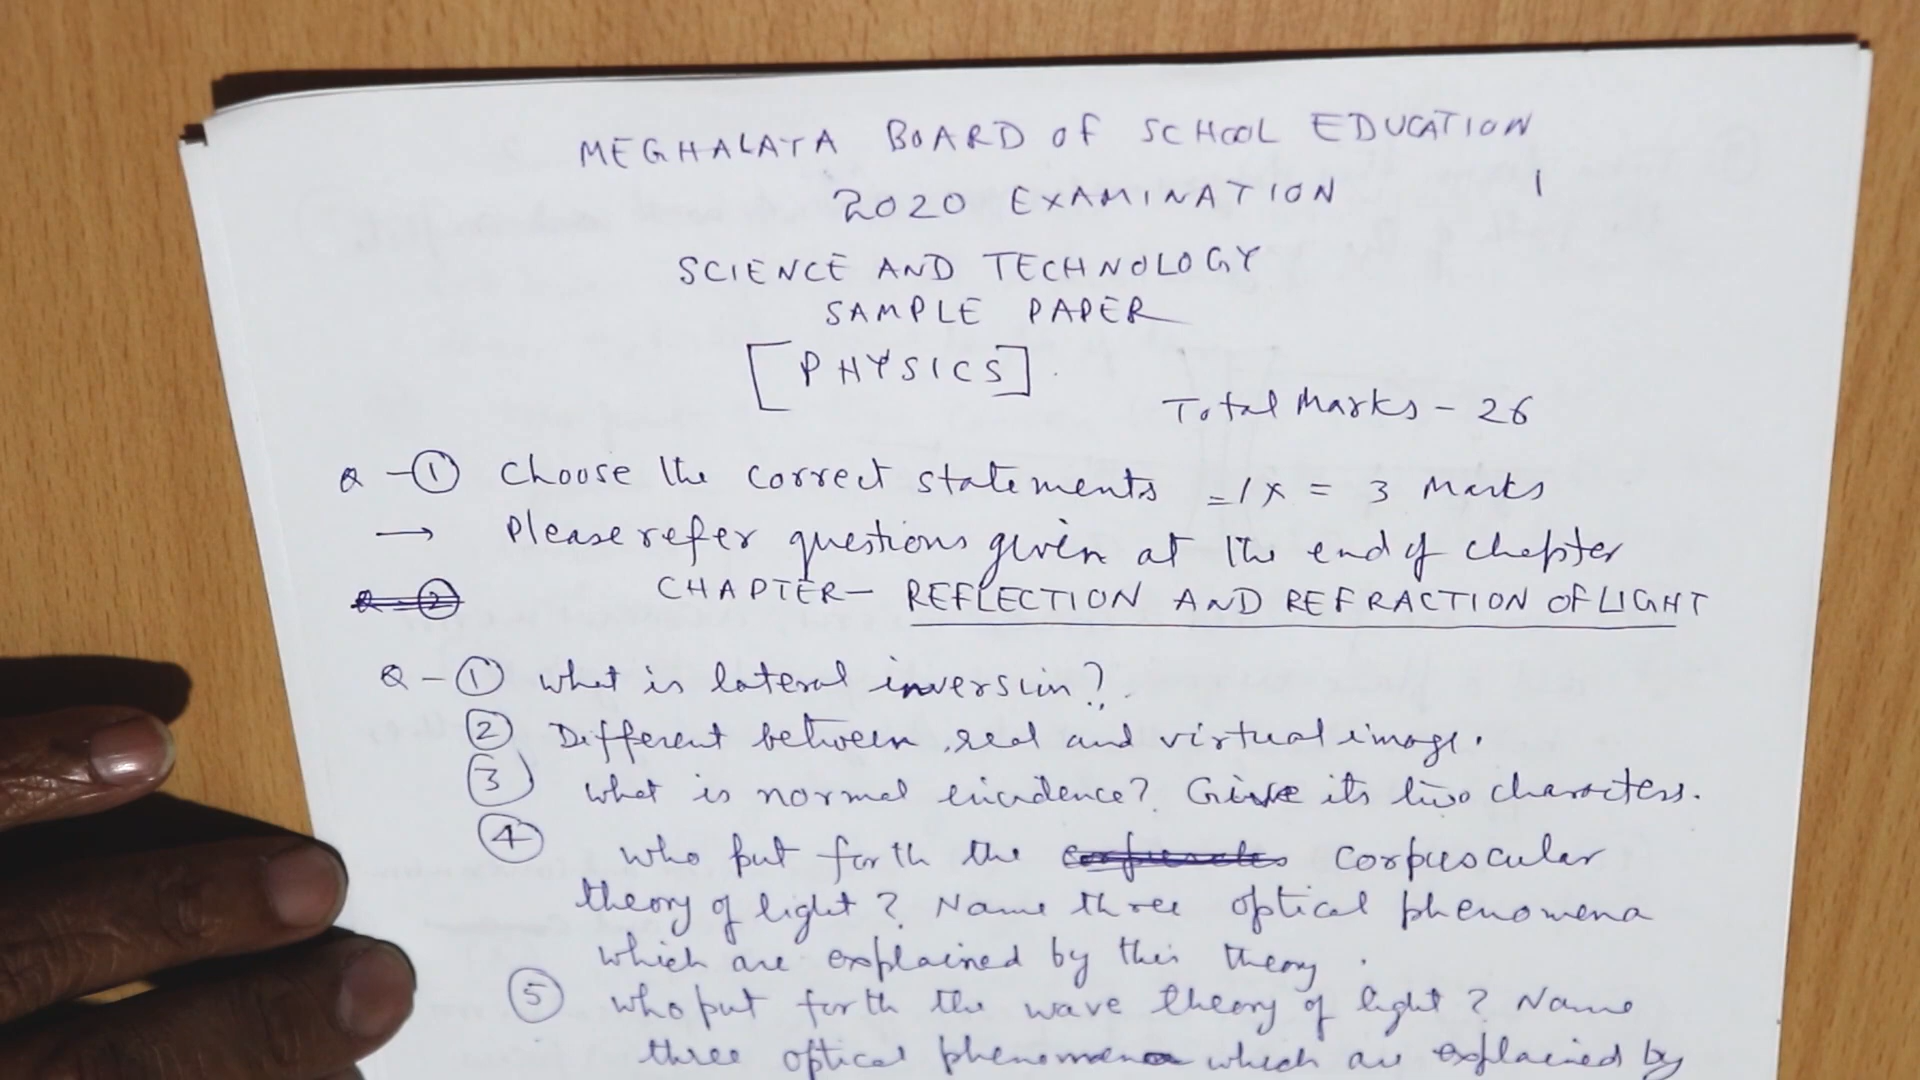 MEGHALAYA BOARD OF SCHOOL EDUCATION
2020 EXAMINATION 1
SCIENCE AND TECHNOLOGY
SAMPLE PAPER
[PHYSICS].
Total Marks - 26
Q - ① Choose the correct statements = 1 x = 3 Marks
→ Please refer questions given at the end of chapter
Q - ② CHAPTER - REFLECTION AND REFRACTION OF LIGHT
Q - ① what is lateral inversion?.
② Different between real and virtual image.
③ what is normal incidence? Give its two characters.
④ who put forth the corpuscular
theory of light? Name three optical phenomena
which are explained by this theory.
⑤ who put forth the wave theory of light? Name
three optical phenomena which are explained by